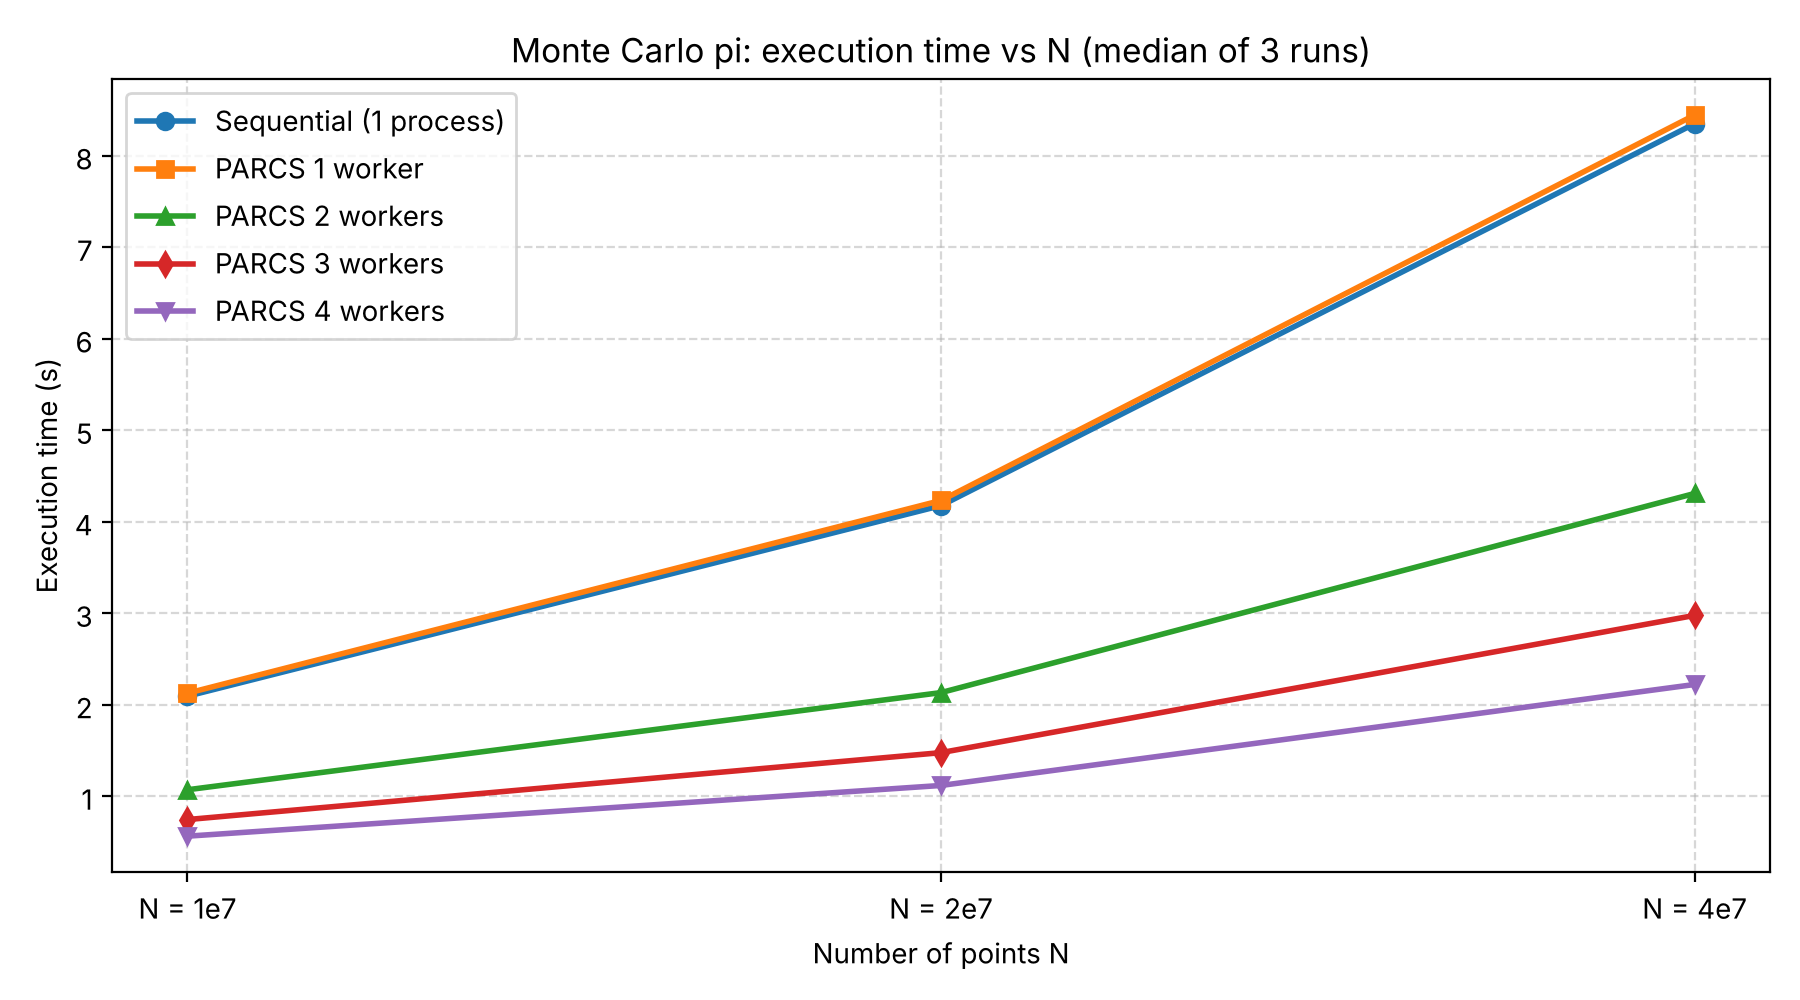 Monte Carlo pi: execution time vs N (median of 3 runs)
Sequential (1 process)
PARCS 1 worker
PARCS 2 workers
PARCS 3 workers
PARCS 4 workers
8
7
6
5
4
3
2
1
Execution time (s)
N = 1e7
N = 2e7
N = 4e7
Number of points N